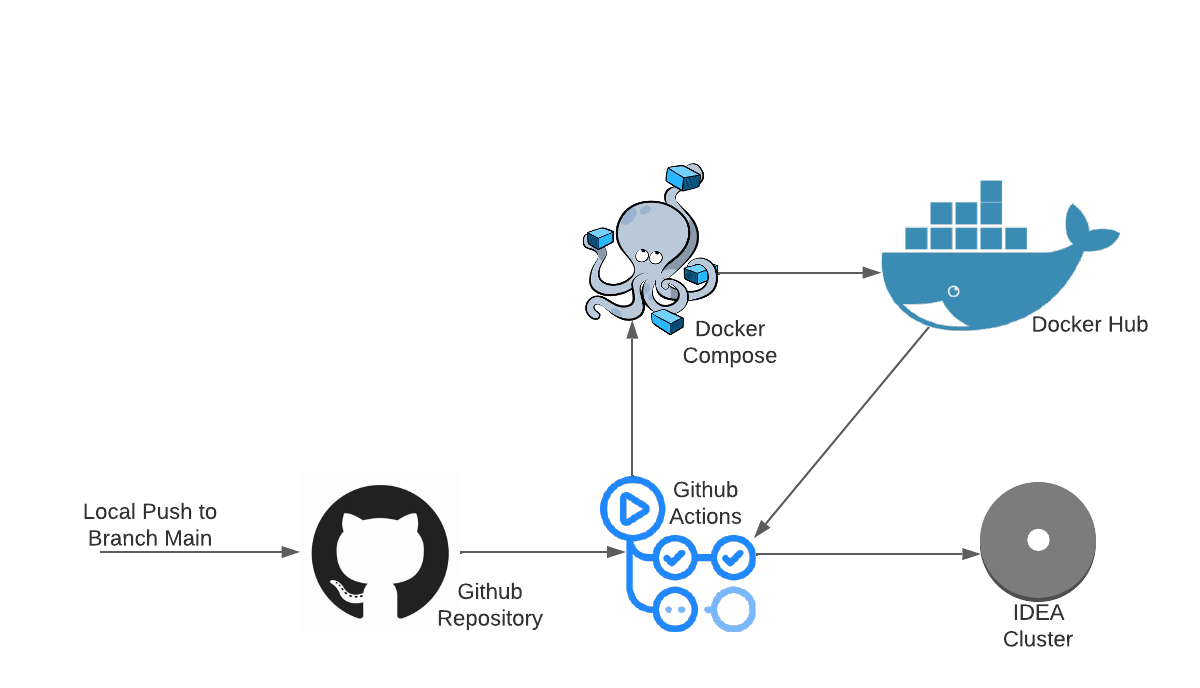 Docker
Compose
Docker Hub
Local Push to
Branch Main
Github
Repository
Github
Actions
IDEA
Cluster